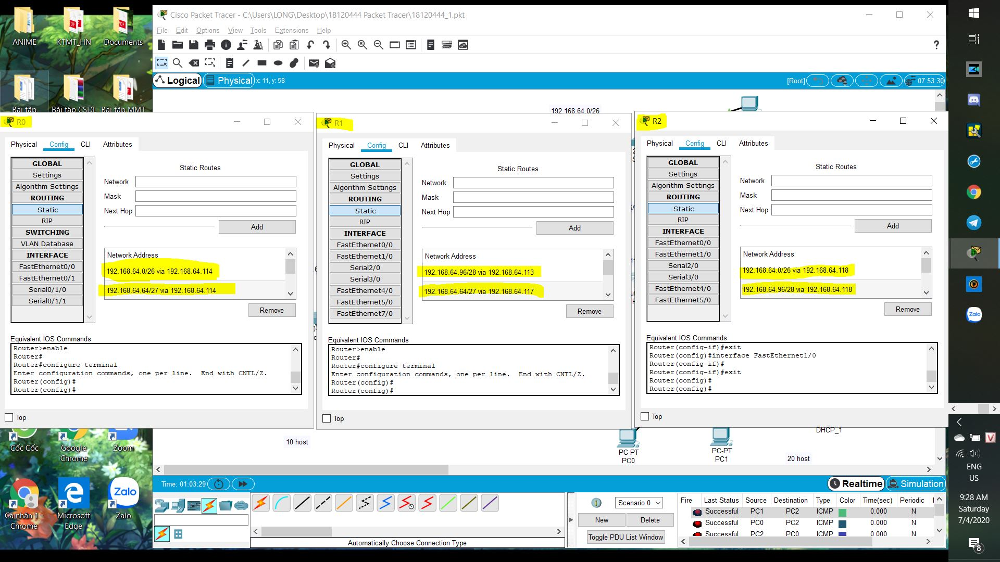 ANIME
KTMT_HN
Documents
Bài tập
Bài tập CSDL
Bài tập MMT
Cisco Packet Tracer - C:\Users\LONG\Desktop\18120444 Packet Tracer\18120444_1.pkt
File Edit Options View Tools Extensions Help
?
Logical
Physical
x: 11, y: 58
[Root]
07:53:30
192.168.64.0/26
R0
Physical Config CLI Attributes
GLOBAL
Settings
Algorithm Settings
ROUTING
Static
RIP
SWITCHING
VLAN Database
INTERFACE
FastEthernet0/0
FastEthernet0/1
Serial0/1/0
Serial0/1/1
Static Routes
Network
Mask
Next Hop
Add
Network Address
192.168.64.0/26 via 192.168.64.114
192.168.64.64/27 via 192.168.64.114
Remove
Equivalent IOS Commands
Router>enable
Router#
Router#configure terminal
Enter configuration commands, one per line.  End with CNTL/Z.
Router(config)#
Router(config)#
Top
R1
Physical Config CLI Attributes
GLOBAL
Settings
Algorithm Settings
ROUTING
Static
RIP
INTERFACE
FastEthernet0/0
FastEthernet1/0
Serial2/0
Serial3/0
FastEthernet4/0
FastEthernet5/0
FastEthernet7/0
Static Routes
Network
Mask
Next Hop
Add
Network Address
192.168.64.96/28 via 192.168.64.113
192.168.64.64/27 via 192.168.64.117
Remove
Equivalent IOS Commands
Router>enable
Router#
Router#configure terminal
Enter configuration commands, one per line.  End with CNTL/Z.
Router(config)#
Router(config)#
Top
R2
Physical Config CLI Attributes
GLOBAL
Settings
Algorithm Settings
ROUTING
Static
RIP
INTERFACE
FastEthernet0/0
FastEthernet1/0
Serial2/0
Serial3/0
FastEthernet4/0
FastEthernet5/0
Static Routes
Network
Mask
Next Hop
Add
Network Address
192.168.64.0/26 via 192.168.64.118
192.168.64.96/28 via 192.168.64.118
Remove
Equivalent IOS Commands
Router(config-if)#exit
Router(config)#interface FastEthernet1/0
Router(config-if)#
Router(config-if)#exit
Router(config)#
Router(config)#
Top
10 host
PC-PT
PC0
PC-PT
PC1
DHCP_1
20 host
Cốc Cốc
Google
Chrome
Zoom
Cá nhân 1 -
Chrome
Microsoft
Edge
Zalo
Zalo
Time: 01:03:29
Realtime
Simulation
Automatically Choose Connection Type
Scenario 0
New
Delete
Toggle PDU List Window
Fire Last Status Source Destination Type Color Time(sec) Periodic
Successful PC1 PC2 ICMP 0.000 N
Successful PC0 PC2 ICMP 0.000 N
Successful PC2 PC0 ICMP 0.000 N
Zalo
V
ENG
US
9:28 AM
Saturday
7/4/2020
8